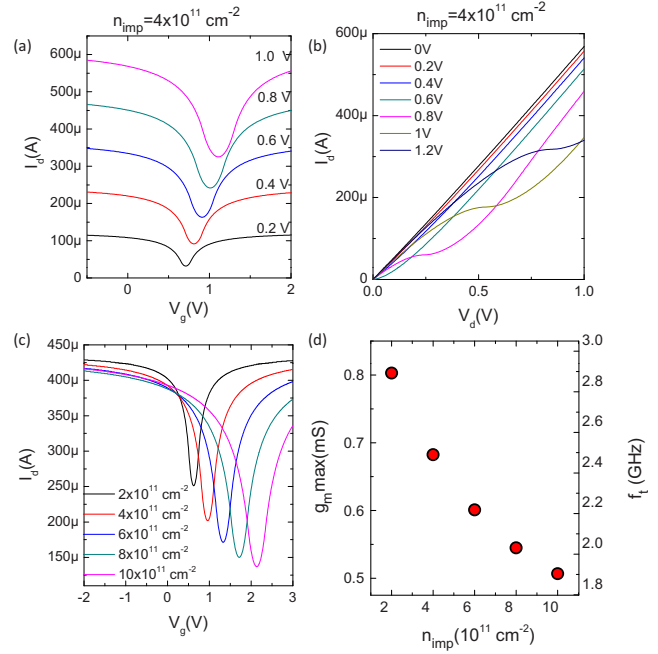 n_imp=4x10^11 cm^-2
(a)
600µ
500µ
400µ
300µ
200µ
100µ
0
I_d(A)
1.0 V
0.8 V
0.6 V
0.4 V
0.2 V
0
1
2
V_g(V)
n_imp=4x10^11 cm^-2
(b)
600µ
400µ
200µ
0
I_d(A)
0V
0.2V
0.4V
0.6V
0.8V
1V
1.2V
0.0
0.5
1.0
V_d(V)
(c)
450µ
400µ
350µ
300µ
250µ
200µ
150µ
I_d(A)
2x10^11 cm^-2
4x10^11 cm^-2
6x10^11 cm^-2
8x10^11 cm^-2
10x10^11 cm^-2
-2
-1
0
1
2
3
V_g(V)
(d)
0.8
0.7
0.6
0.5
g_m max(mS)
3.0
2.8
2.6
2.4
2.2
2.0
1.8
f_t (GHz)
2
4
6
8
10
n_imp(10^11 cm^-2)